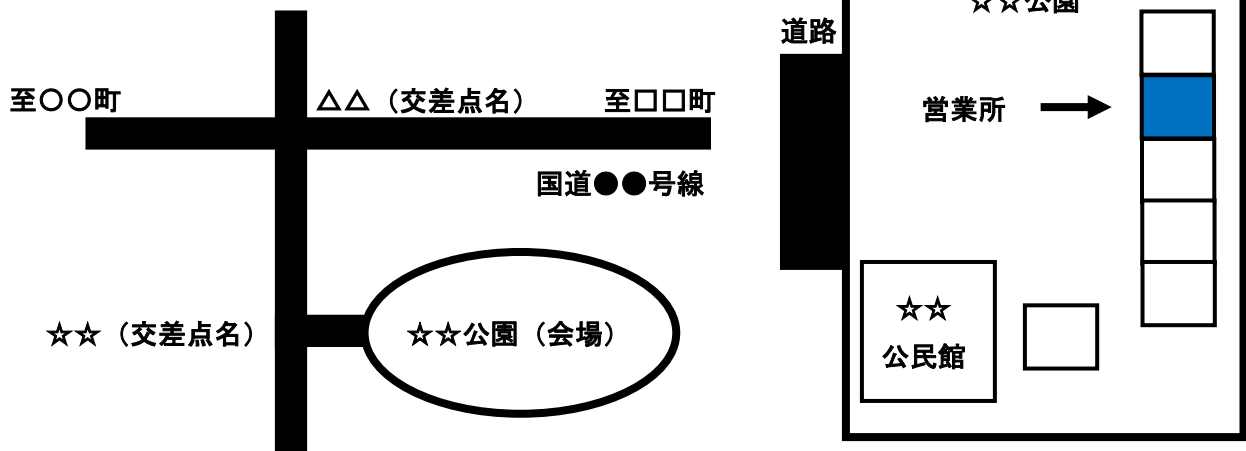 至○○町
△△（交差点名）
至□□町
国道●●号線
☆☆（交差点名）
☆☆公園（会場）
☆☆公園
道路
営業所
☆☆
公民館